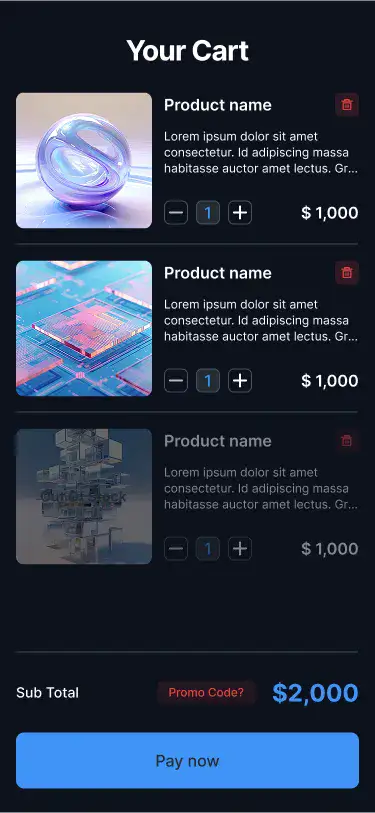 Your Cart
Product name
Lorem ipsum dolor sit amet
consectetur. Id adipiscing massa
habitasse auctor amet lectus. Gr...
1
$ 1,000
Product name
Lorem ipsum dolor sit amet
consectetur. Id adipiscing massa
habitasse auctor amet lectus. Gr...
1
$ 1,000
Out of Stock
Product name
Lorem ipsum dolor sit amet
consectetur. Id adipiscing massa
habitasse auctor amet lectus. Gr...
1
$ 1,000
Sub Total
Promo Code?
$2,000
Pay now